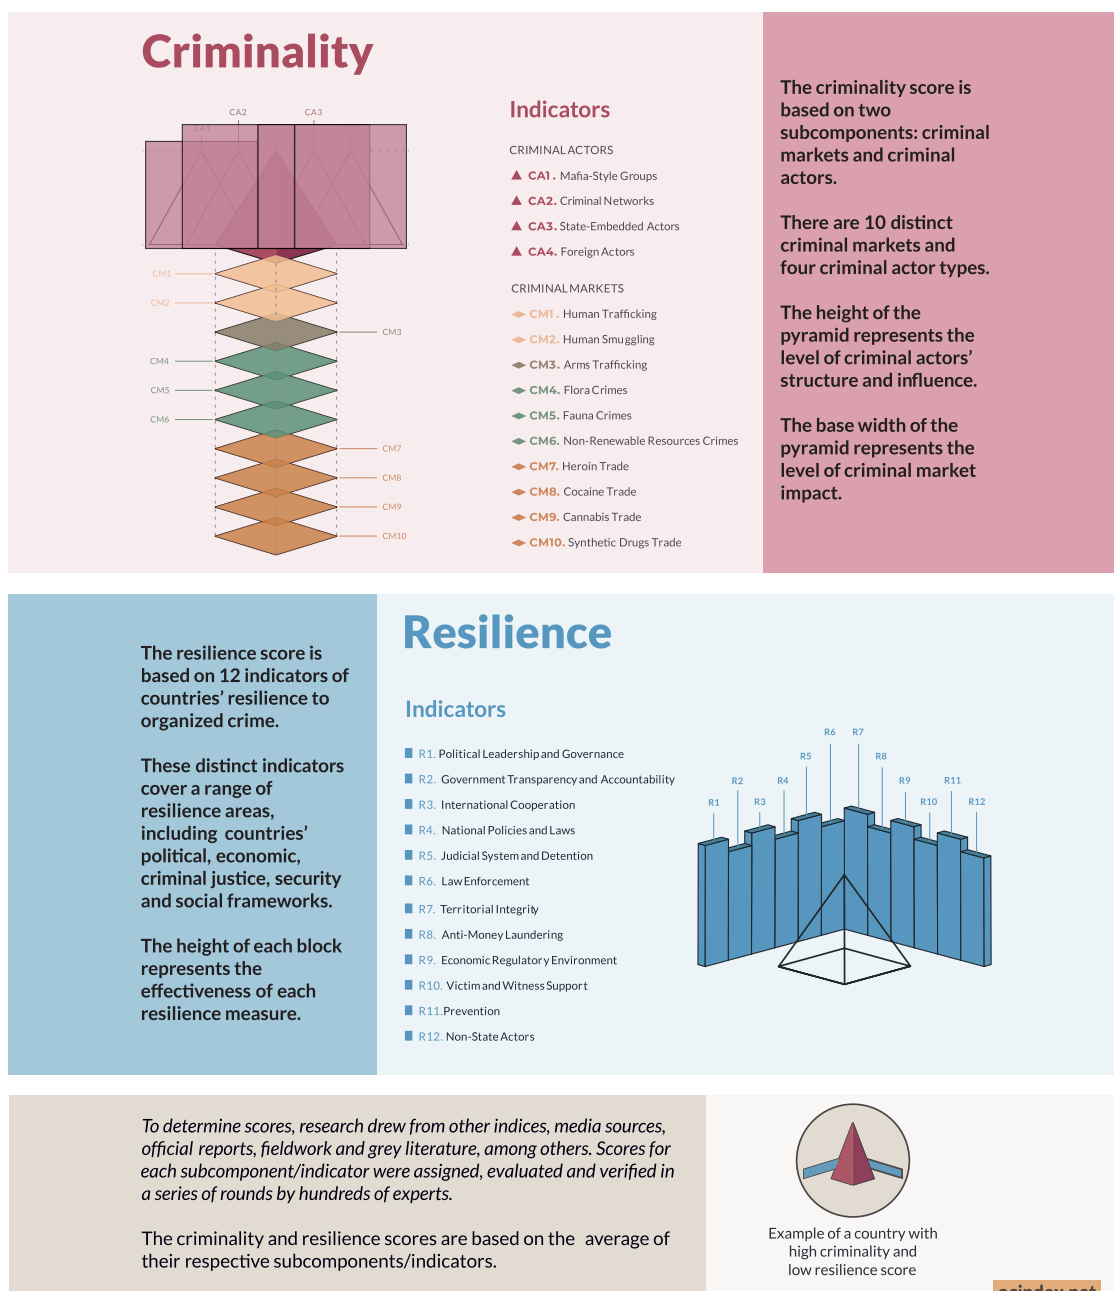 Criminality
CA2
CA3
CA1
CM1
CM2
CM3
CM4
CM5
CM6
CM7
CM8
CM9
CM10
Indicators
CRIMINAL ACTORS
CA1. Mafia-Style Groups
CA2. Criminal Networks
CA3. State-Embedded Actors
CA4. Foreign Actors
CRIMINAL MARKETS
CM1. Human Trafficking
CM2. Human Smuggling
CM3. Arms Trafficking
CM4. Flora Crimes
CM5. Fauna Crimes
CM6. Non-Renewable Resources Crimes
CM7. Heroin Trade
CM8. Cocaine Trade
CM9. Cannabis Trade
CM10. Synthetic Drugs Trade
The criminality score is
based on two
subcomponents: criminal
markets and criminal
actors.
There are 10 distinct
criminal markets and
four criminal actor types.
The height of the
pyramid represents the
level of criminal actors’
structure and influence.
The base width of the
pyramid represents the
level of criminal market
impact.
The resilience score is
based on 12 indicators of
countries’ resilience to
organized crime.
These distinct indicators
cover a range of
resilience areas,
including countries’
political, economic,
criminal justice, security
and social frameworks.
The height of each block
represents the
effectiveness of each
resilience measure.
Resilience
Indicators
R1. Political Leadership and Governance
R2. Government Transparency and Accountability
R3. International Cooperation
R4. National Policies and Laws
R5. Judicial System and Detention
R6. Law Enforcement
R7. Territorial Integrity
R8. Anti-Money Laundering
R9. Economic Regulatory Environment
R10. Victim and Witness Support
R11. Prevention
R12. Non-State Actors
R1
R2
R3
R4
R5
R6
R7
R8
R9
R10
R11
R12
To determine scores, research drew from other indices, media sources,
official reports, fieldwork and grey literature, among others. Scores for
each subcomponent/indicator were assigned, evaluated and verified in
a series of rounds by hundreds of experts.
The criminality and resilience scores are based on the average of
their respective subcomponents/indicators.
Example of a country with
high criminality and
low resilience score
ocindex.net